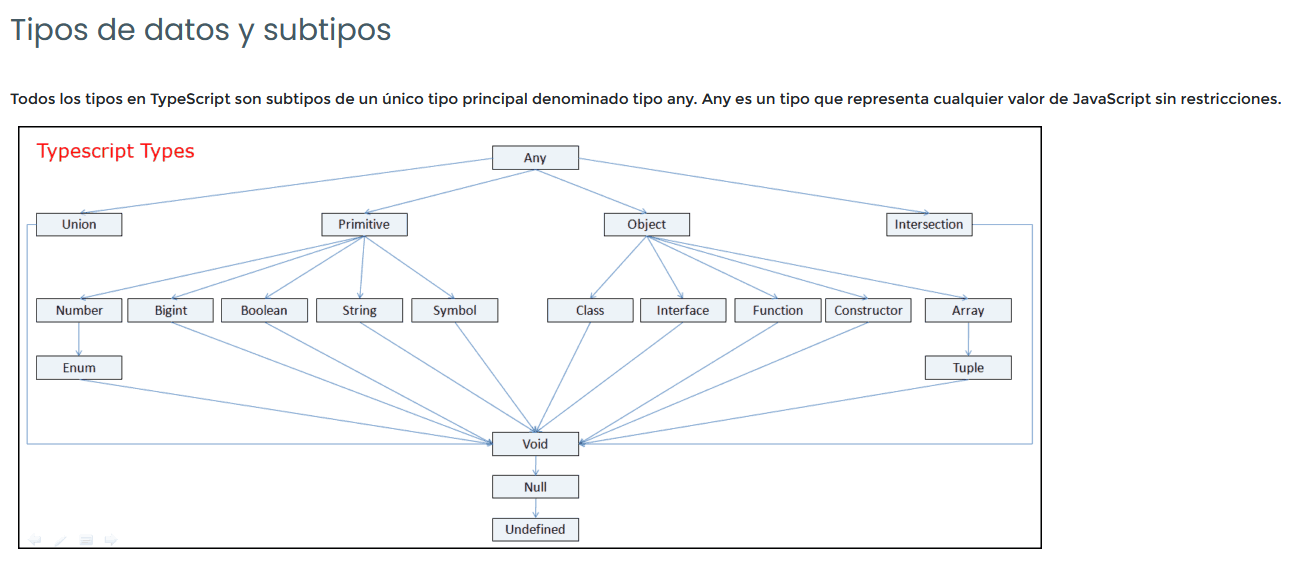 Tipos de datos y subtipos
Todos los tipos en TypeScript son subtipos de un único tipo principal denominado tipo any. Any es un tipo que representa cualquier valor de JavaScript sin restricciones.
Typescript Types
Any
Union Primitive Object Intersection
Number Bigint Boolean String Symbol Class Interface Function Constructor Array
Enum Tuple
Void
Null
Undefined